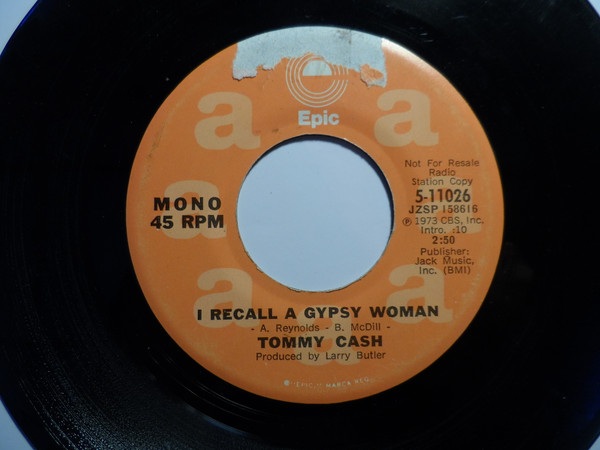 Epic
a a
a
a a
a
MONO
45 RPM
Not For Resale
Radio
Station Copy
5-11026
JZSP 158616
℗ 1973 CBS, Inc.
Intro. :10
2:50
Publisher:
Jack Music,
Inc. (BMI)
I RECALL A GYPSY WOMAN
- A. Reynolds - B. McDill -
TOMMY CASH
Produced by Larry Butler